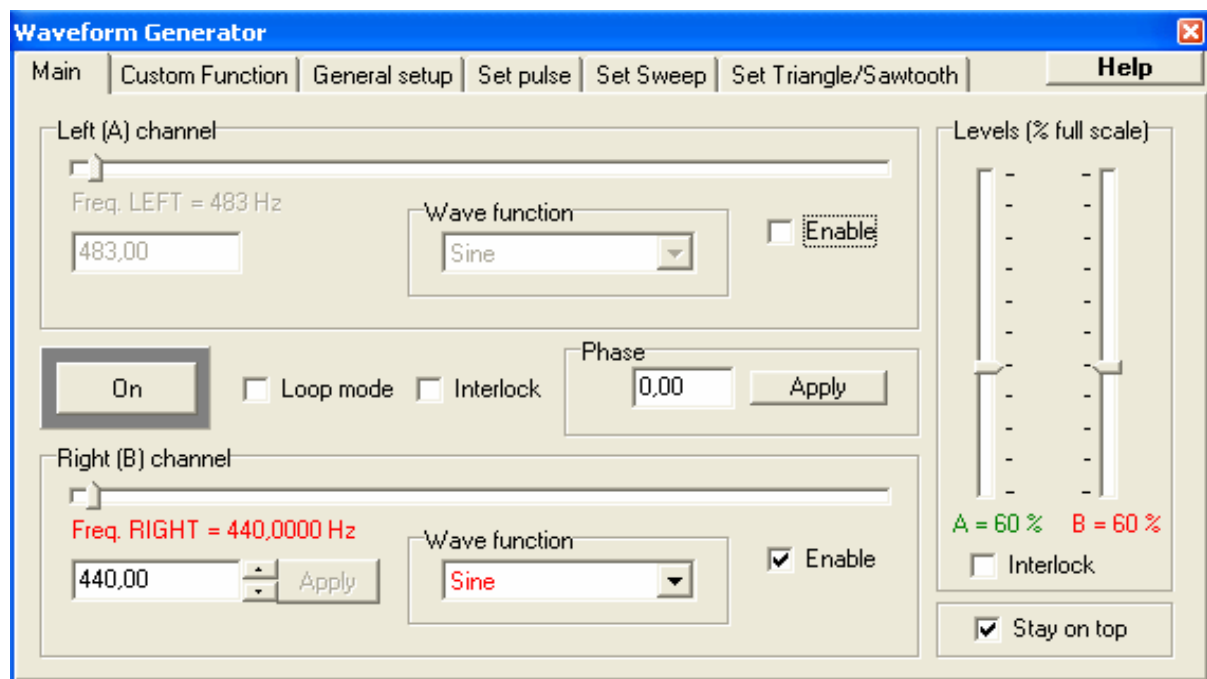 Waveform Generator
Main Custom Function General setup Set pulse Set Sweep Set Triangle/Sawtooth Help
Left (A) channel
Freq. LEFT = 483 Hz
483,00
Wave function
Sine
Enable
Levels (% full scale)
On
Loop mode
Interlock
Phase
0,00
Apply
Right (B) channel
Freq. RIGHT = 440,0000 Hz
440,00
Apply
Wave function
Sine
Enable
A = 60 % B = 60 %
Interlock
Stay on top